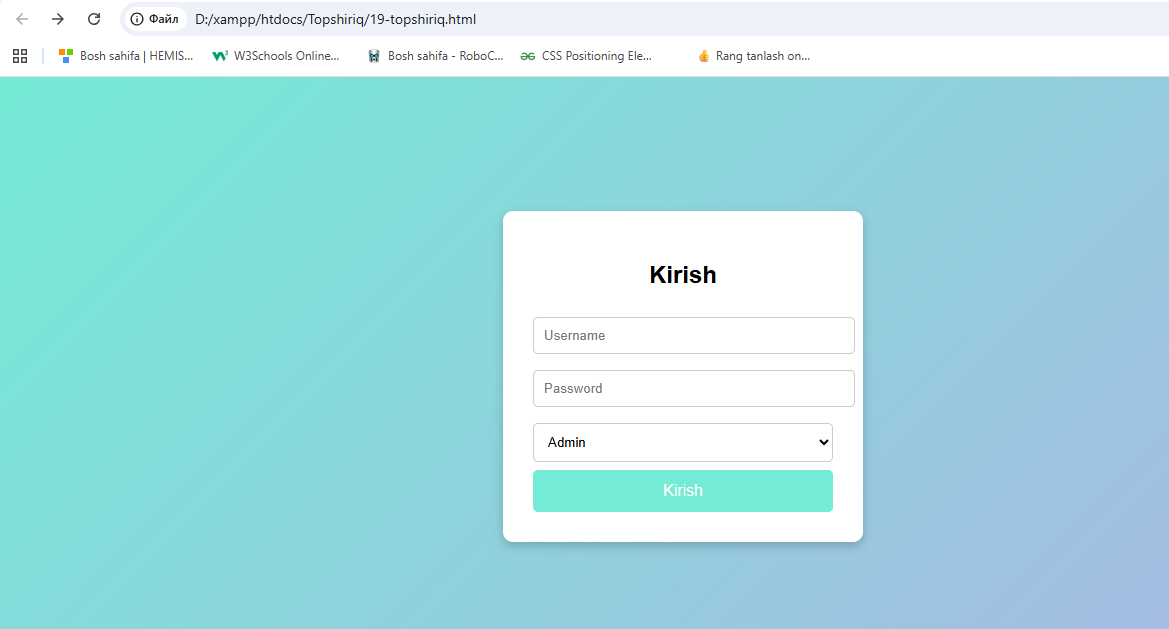 Файл D:/xampp/htdocs/Topshiriq/19-topshiriq.html
Bosh sahifa | HEMIS... W3Schools Online... Bosh sahifa - RoboC... CSS Positioning Ele... Rang tanlash on...
Kirish
Username
Password
Admin
Kirish